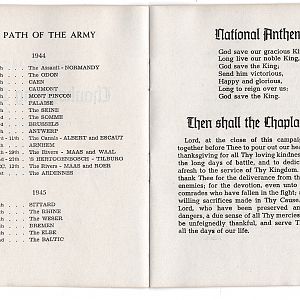 PATH OF THE ARMY
1944
The Assault - NORMANDY
The ODON
CAEN
CAUMONT
MONT PINCON
FALAISE
The SEINE
The SOMME
BRUSSELS
ANTWERP
The Canals - ALBERT and ESCAUT
ARNHEM
The Rivers - MAAS and WAAL
'S HERTOGENBOSCH - TILBURG
The Rivers - MAAS and ROER
The ARDENNES
1945
SITTARD
The RHINE
The WESER
BREMEN
The ELBE
The BALTIC
National Anthem
God save our gracious King
Long live our noble King,
God save the King;
Send him victorious,
Happy and glorious,
Long to reign over us;
God save the King.
Then shall the Chaplain
Lord, at the close of this campaign
together before Thee to pour out our hea
thanksgiving for all Thy loving kindness
the long days of battle, and to dedicate
afresh to the service of Thy Kingdom.
thank Thee for the deliverance from the
enemies; for the devotion, even unto
comrades who have fallen in the fight;
willing sacrifices made in Thy Cause.
Lord, who have been preserved am
dangers, a due sense of all Thy mercies
be unfeignedly thankful, and serve Th
all the days of our life.